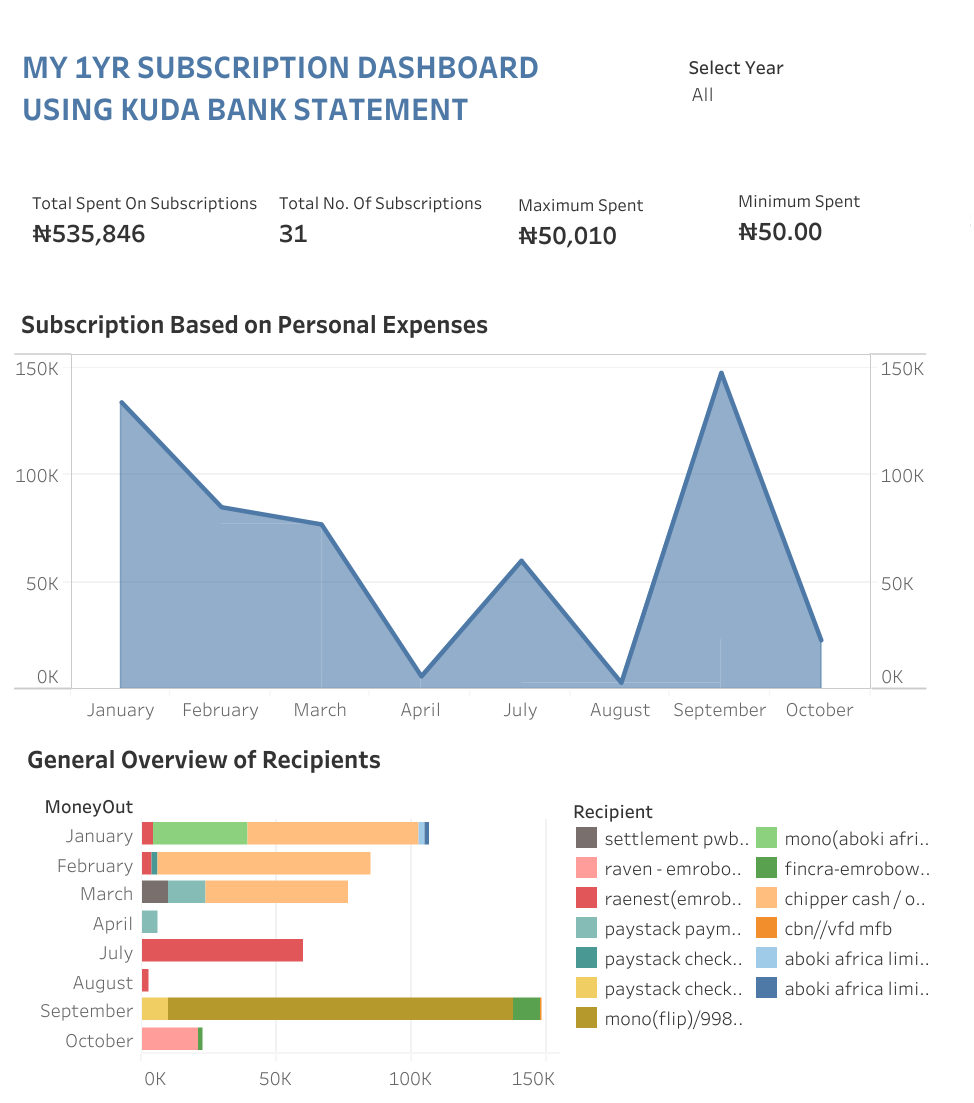 MY 1YR SUBSCRIPTION DASHBOARD
USING KUDA BANK STATEMENT
Select Year
All
Total Spent On Subscriptions
₦535,846
Total No. Of Subscriptions
31
Maximum Spent
₦50,010
Minimum Spent
₦50.00
Subscription Based on Personal Expenses
150K
100K
50K
0K
150K
100K
50K
0K
January February March April July August September October
General Overview of Recipients
MoneyOut
January
February
March
April
July
August
September
October
0K 50K 100K 150K
Recipient
settlement pwb..
raven - emrobo..
raenest(emrob..
paystack paym..
paystack check..
paystack check..
mono(flip)/998..
mono(aboki afri..
fincra-emrobow..
chipper cash / o..
cbn//vfd mfb
aboki africa limi..
aboki africa limi..